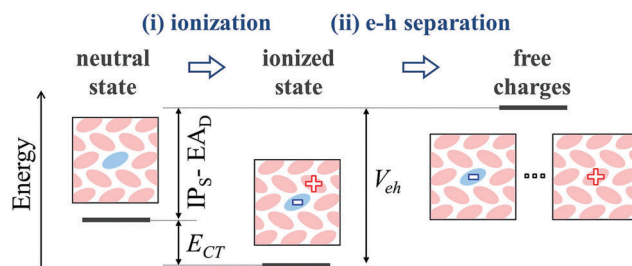 (i) ionization (ii) e-h separation
neutral state
ionized state
free charges
Energy
IP_S- EA_D
E_CT
V_eh